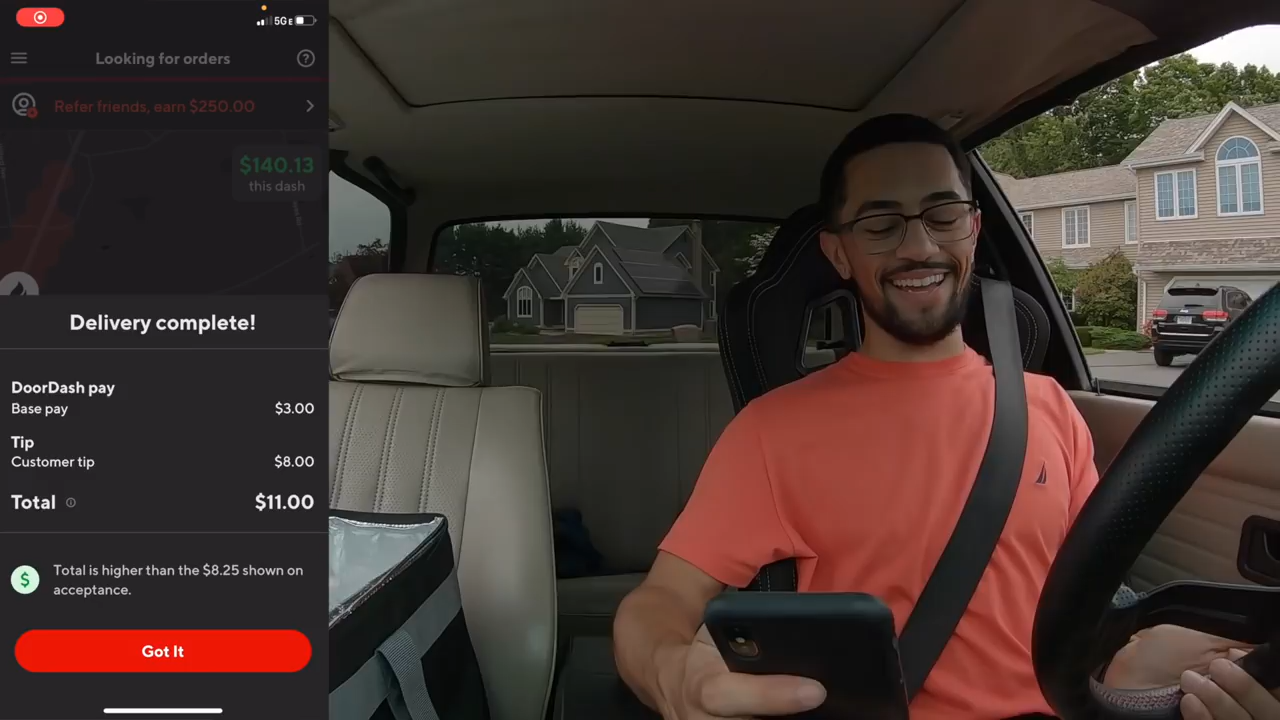 5GE
Looking for orders
Refer friends, earn $250.00
$140.13
this dash
Delivery complete!
DoorDash pay
Base pay $3.00
Tip
Customer tip $8.00
Total $11.00
Total is higher than the $8.25 shown on
acceptance.
Got It